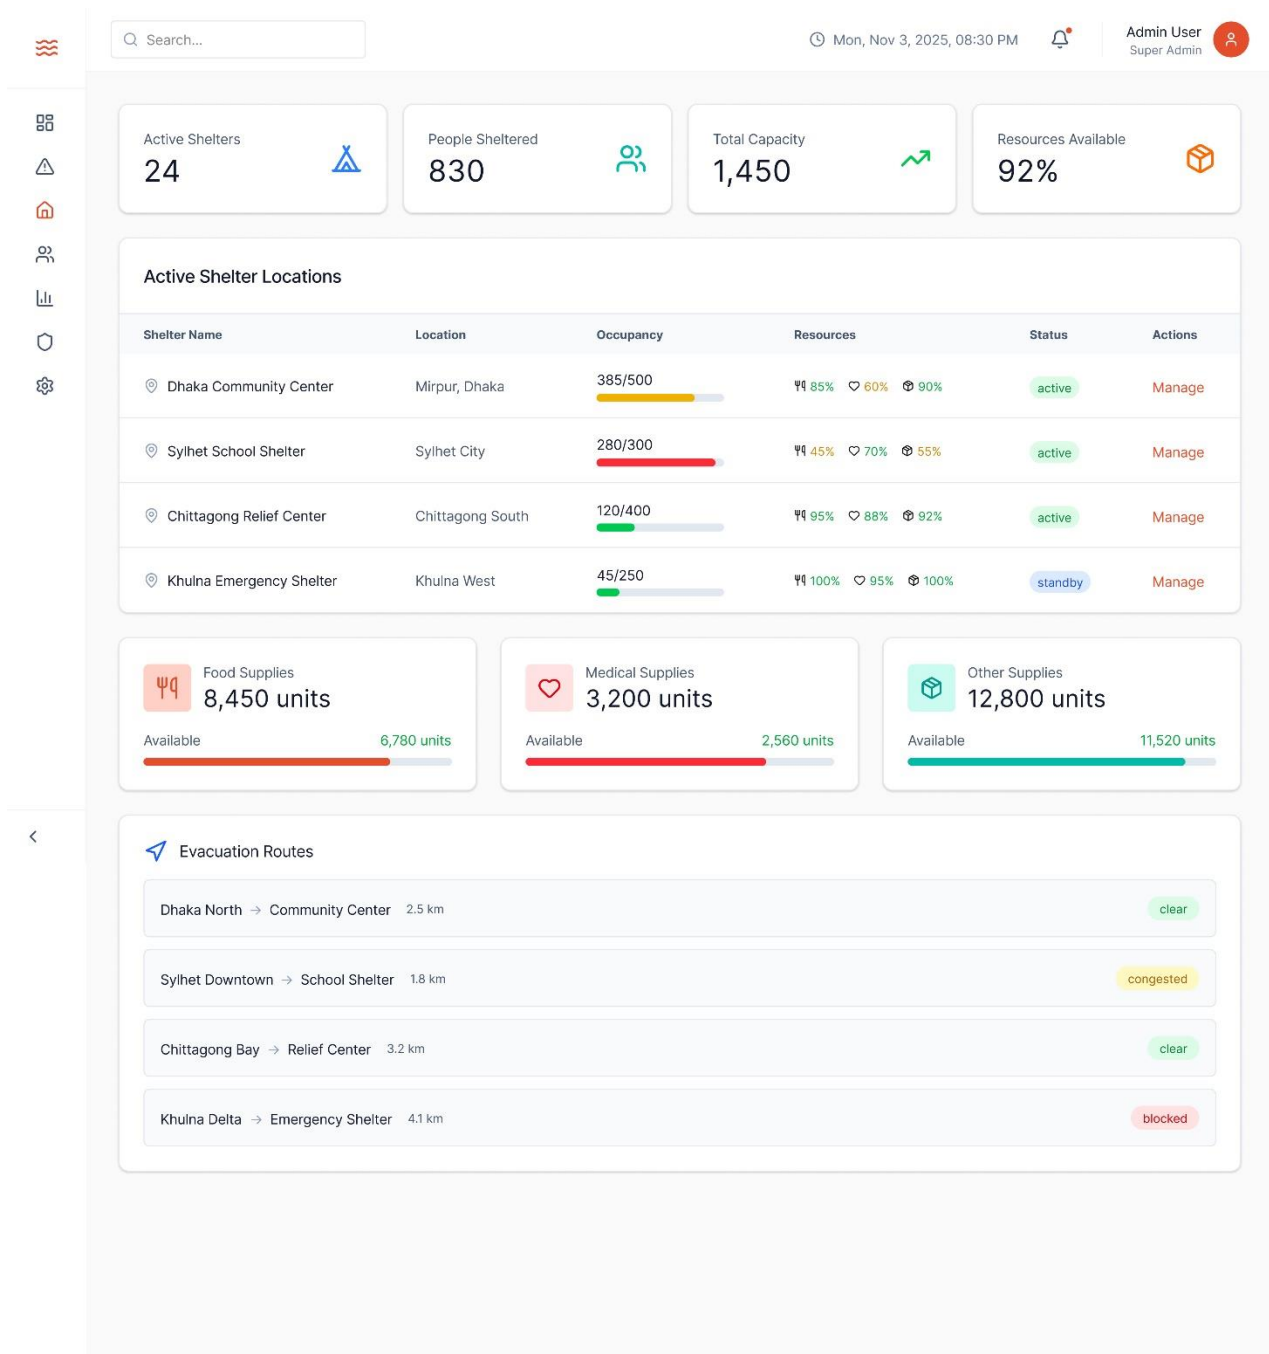 Search...
Mon, Nov 3, 2025, 08:30 PM
Admin User
Super Admin
Active Shelters
24
People Sheltered
830
Total Capacity
1,450
Resources Available
92%
Active Shelter Locations
Shelter Name Location Occupancy Resources Status Actions
Dhaka Community Center Mirpur, Dhaka 385/500 85% 60% 90% active Manage
Sylhet School Shelter Sylhet City 280/300 45% 70% 55% active Manage
Chittagong Relief Center Chittagong South 120/400 95% 88% 92% active Manage
Khulna Emergency Shelter Khulna West 45/250 100% 95% 100% standby Manage
Food Supplies
8,450 units
Available 6,780 units
Medical Supplies
3,200 units
Available 2,560 units
Other Supplies
12,800 units
Available 11,520 units
Evacuation Routes
Dhaka North → Community Center 2.5 km clear
Sylhet Downtown → School Shelter 1.8 km congested
Chittagong Bay → Relief Center 3.2 km clear
Khulna Delta → Emergency Shelter 4.1 km blocked